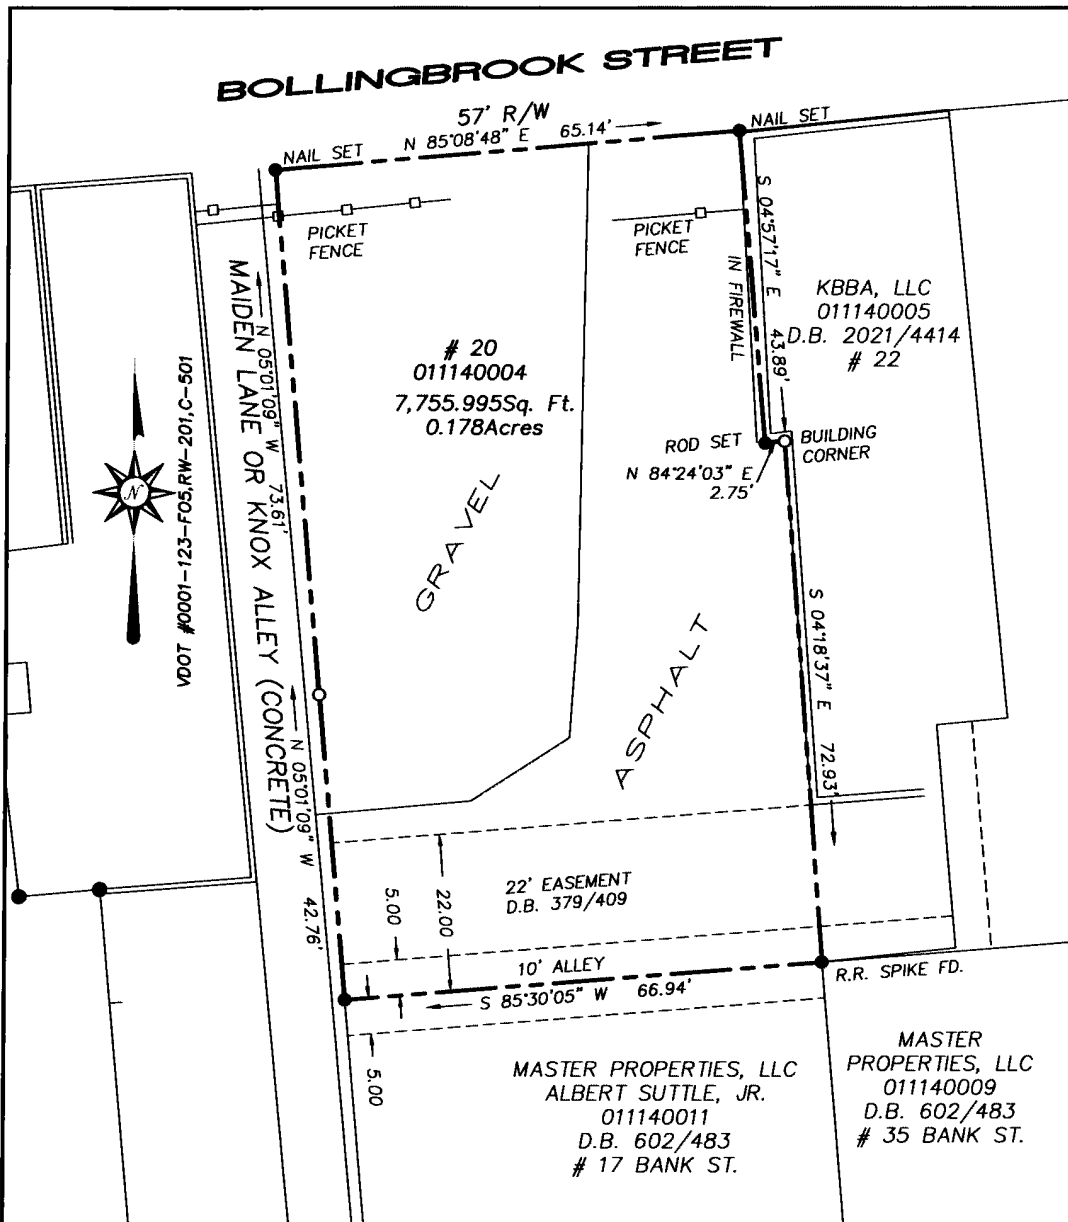 BOLLINGBROOK STREET
57' R/W
N 85°08'48" E 65.14'
NAIL SET
NAIL SET
PICKET
FENCE
PICKET
FENCE
S 04°57'17" E 43.89'
IN FIREWALL
KBBA, LLC
011140005
D.B. 2021/4414
# 22
# 20
011140004
7,755.995Sq. Ft.
0.178Acres
ROD SET
BUILDING
CORNER
N 84°24'03" E
2.75'
N 05°01'09" W 73.61'
MAIDEN LANE OR KNOX ALLEY (CONCRETE)
N
VDOT #0001-123-F05,RW-201,C-501
GRAVEL
ASPHALT
S 04°18'37" E 72.93'
N 05°01'09" W 42.76'
22' EASEMENT
D.B. 379/409
5.00
22.00
10' ALLEY
S 85°30'05" W 66.94'
R.R. SPIKE FD.
5.00
MASTER PROPERTIES, LLC
ALBERT SUTTLE, JR.
011140011
D.B. 602/483
# 17 BANK ST.
MASTER
PROPERTIES, LLC
011140009
D.B. 602/483
# 35 BANK ST.